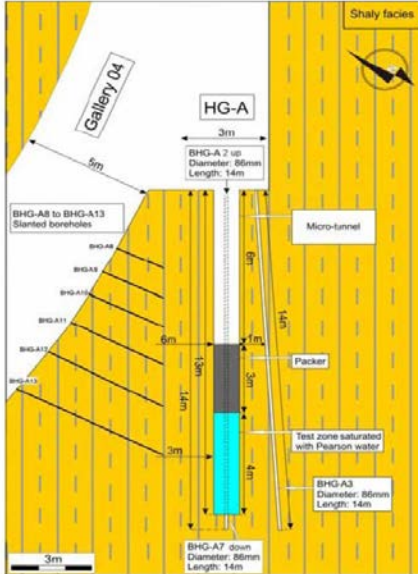 Shaly facies
Gallery 04
HG-A
3m
5m
BHG-A 2 up
Diameter: 86mm
Length: 14m
BHG-A8 to BHG-A13
Slanted boreholes
Micro-tunnel
BHG-A8
BHG-A9
BHG-A10
BHG-A11
BHG-A12
BHG-A13
6m
14m
6m
1m
13m
14m
3m
Packer
3m
4m
Test zone saturated
with Pearson water
BHG-A3
Diameter: 86mm
Length: 14m
BHG-A7 down
Diameter: 86mm
Length: 14m
3m